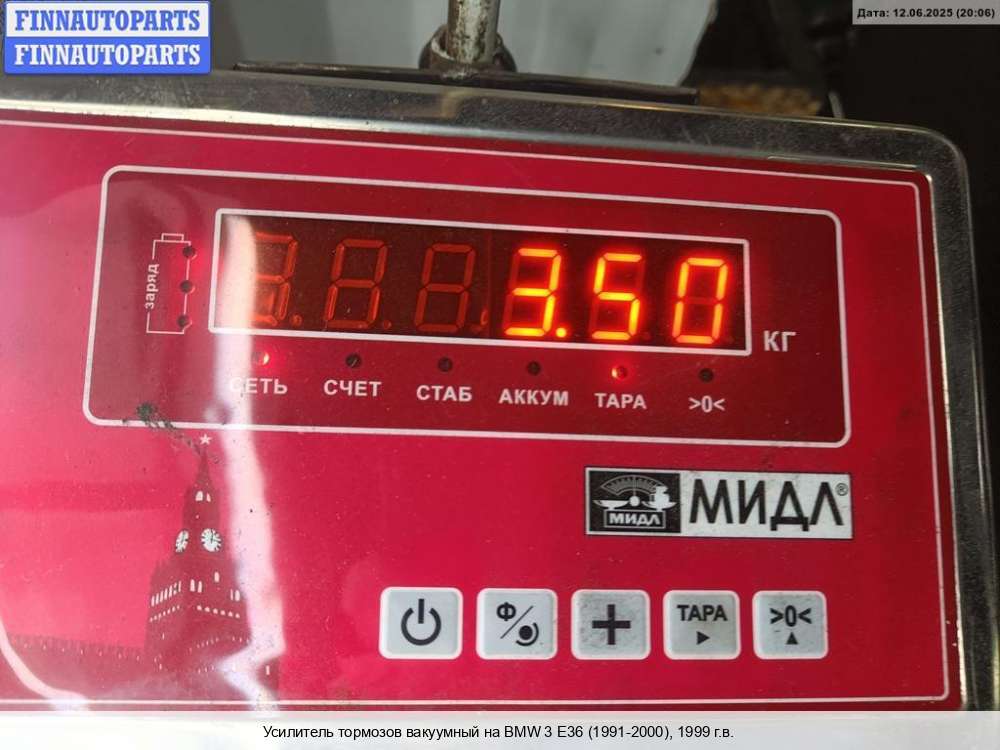 FINNAUTOPARTS
FINNAUTOPARTS
Дата: 12.06.2025 (20:06)
заряд
3.50
КГ
СЕТЬ СЧЕТ СТАБ АККУМ ТАРА >0<
МИДЛ МИДЛ®
Ф/ + ТАРА >0<
Усилитель тормозов вакуумный на BMW 3 E36 (1991-2000), 1999 г.в.